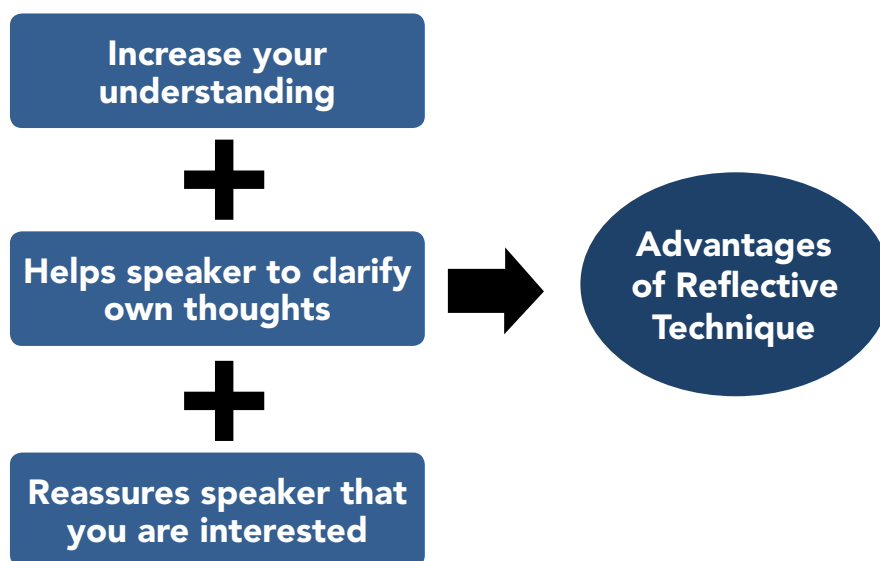 Increase your
understanding
Helps speaker to clarify
own thoughts
Reassures speaker that
you are interested
Advantages
of Reflective
Technique